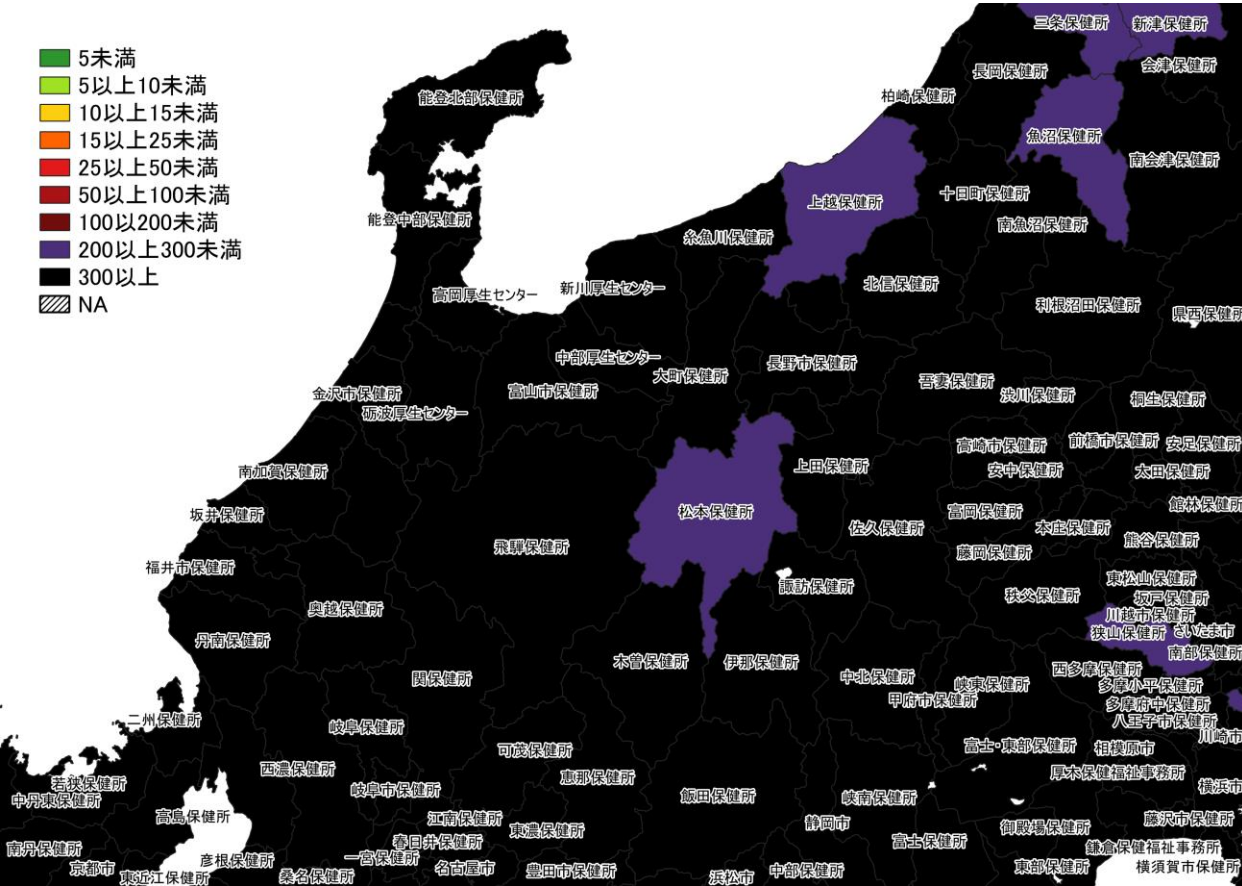 5未満
5以上10未満
10以上15未満
15以上25未満
25以上50未満
50以上100未満
100以200未満
200以上300未満
300以上
NA
三条保健所
新津保健所
長岡保健所
会津保健所
能登北部保健所
柏崎保健所
魚沼保健所
南会津保健所
十日町保健所
上越保健所
能登中部保健所
南魚沼保健所
糸魚川保健所
北信保健所
新川厚生センター
高岡厚生センター
利根沼田保健所
県西保健所
中部厚生センター
長野市保健所
大町保健所
吾妻保健所
富山市保健所
金沢市保健所
渋川保健所
桐生保健所
砺波厚生センター
高崎市保健所
前橋市保健所
安足保健所
上田保健所
安中保健所
太田保健所
南加賀保健所
館林保健所
松本保健所
富岡保健所
坂井保健所
佐久保健所
本庄保健所
熊谷保健所
飛騨保健所
藤岡保健所
福井市保健所
東松山保健所
諏訪保健所
秩父保健所
坂戸保健所
奥越保健所
川越市保健所
狭山保健所
さいたま市
丹南保健所
南部保健所
木曽保健所
伊那保健所
西多摩保健所
中北保健所
関保健所
峡東保健所
多摩小平保健所
甲府市保健所
多摩府中保健所
二州保健所
八王子市保健所
岐阜保健所
川崎市
可茂保健所
富士・東部保健所
相模原市
西濃保健所
恵那保健所
厚木保健福祉事務所
若狭保健所
岐阜市保健所
飯田保健所
峡南保健所
横浜市
中丹東保健所
高島保健所
江南保健所
東濃保健所
静岡市
御殿場保健所
藤沢市保健所
春日井保健所
富士保健所
南丹保健所
鎌倉保健福祉事務所
京都市
彦根保健所
一宮保健所
名古屋市
豊田市保健所
中部保健所
東部保健所
横須賀市保健所
東近江保健所
桑名保健所
浜松市